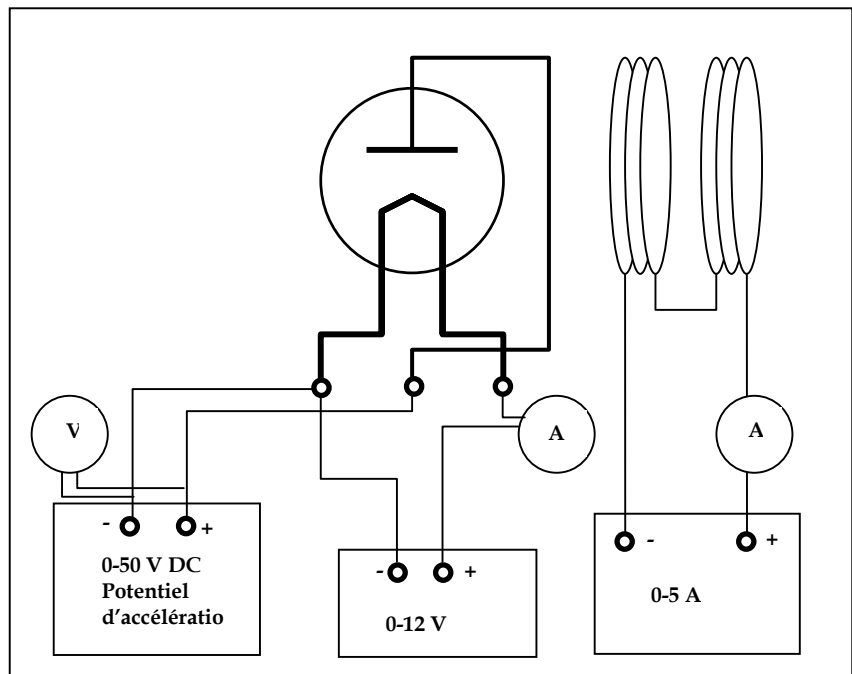 V
A
A
- +
0-50 V DC
Potentiel
d'accélératio
- +
0-12 V
- +
0-5 A